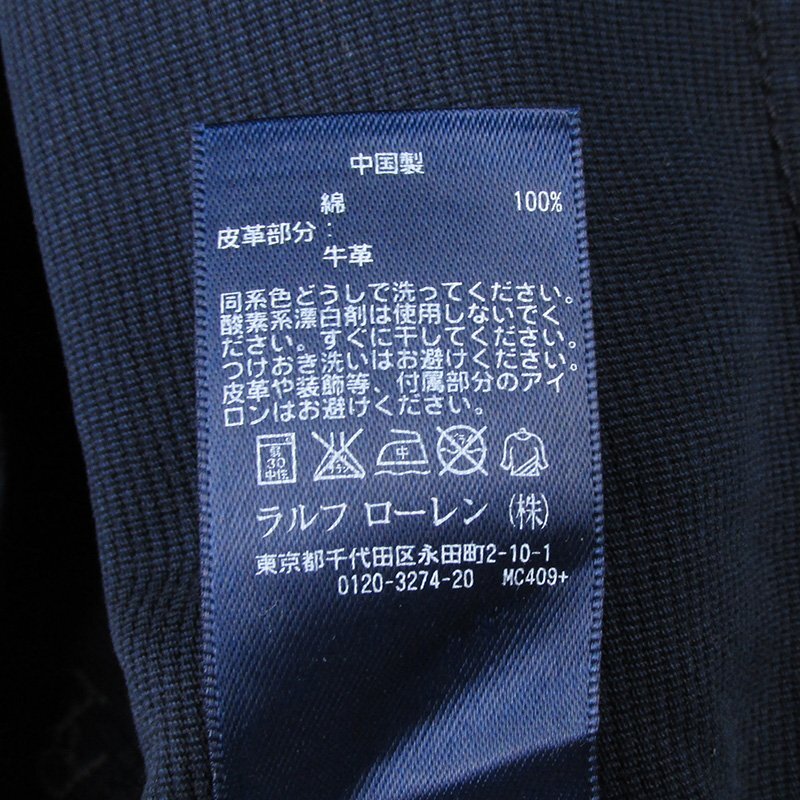 中国製
綿 100%
皮革部分:
牛革
同系色どうしで洗ってください。
酸素系漂白剤は使用しないでく
ださい。すぐに干してください。
つけおき洗いはお避けください。
皮革や装飾等、付属部分のアイ
ロンはお避けください。
弱 30 中性 中
ラルフ ローレン (株)
東京都千代田区永田町2-10-1
0120-3274-20 MC409+